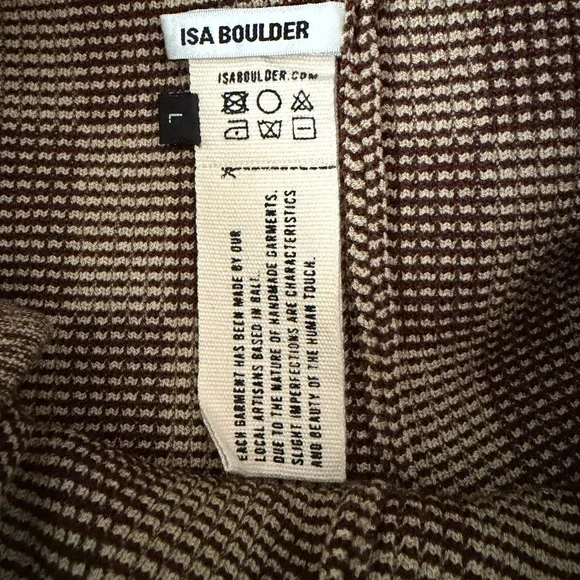 ISA BOULDER
ISABOULDER.COM
L
EACH GARMENT HAS BEEN MADE BY OUR
LOCAL ARTISANS BASED IN BALI.
DUE TO THE NATURE OF HANDMADE GARMENTS,
SLIGHT IMPERFECTIONS ARE CHARACTERISTICS
AND BEAUTY OF THE HUMAN TOUCH.